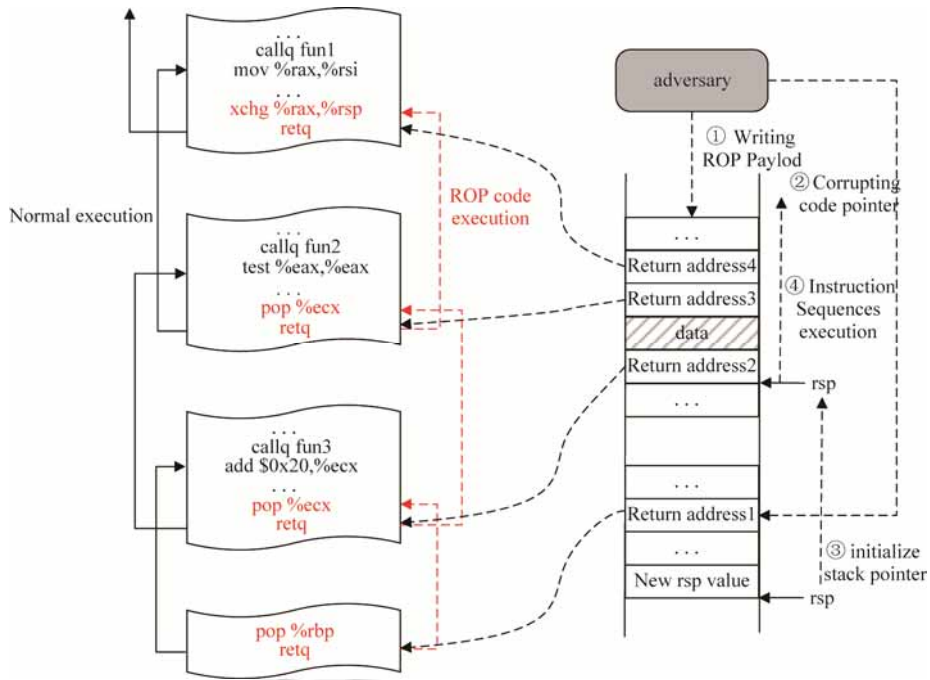 . . .
callq fun1
mov %rax,%rsi
. . .
xchg %rax,%rsp
retq
Normal execution
. . .
callq fun2
test %eax,%eax
. . .
pop %ecx
retq
. . .
callq fun3
add $0x20,%ecx
. . .
pop %ecx
retq
pop %rbp
retq
ROP code
execution
adversary
① Writing
ROP Paylod
② Corrupting
code pointer
. . .
Return address4
Return address3
data
Return address2
. . .
④ Instruction
Sequences
execution
rsp
. . .
Return address1
. . .
New rsp value
③ initialize
stack pointer
rsp